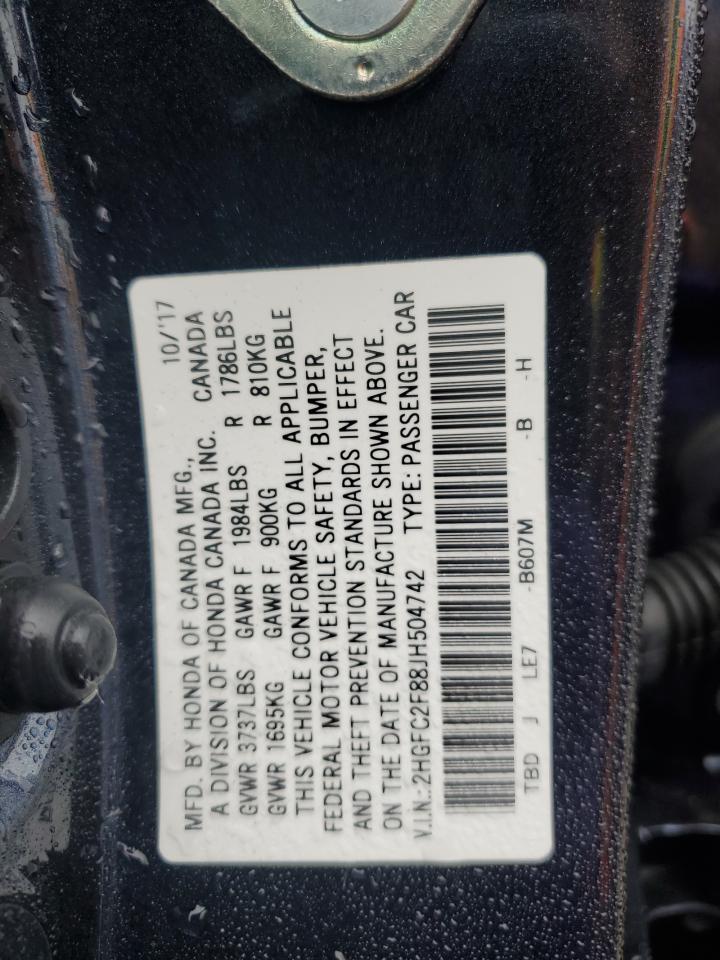 10/'17
MFD. BY HONDA OF CANADA MFG.,
A DIVISION OF HONDA CANADA INC. CANADA
GVWR 3737LBS GAWR F 1984LBS R 1786LBS
GVWR 1695KG GAWR F 900KG R 810KG
THIS VEHICLE CONFORMS TO ALL APPLICABLE
FEDERAL MOTOR VEHICLE SAFETY, BUMPER,
AND THEFT PREVENTION STANDARDS IN EFFECT
ON THE DATE OF MANUFACTURE SHOWN ABOVE.
V.I.N.: 2HGFC2F88JH504742 TYPE: PASSENGER CAR
TBD J LE7 -B607M -B -H